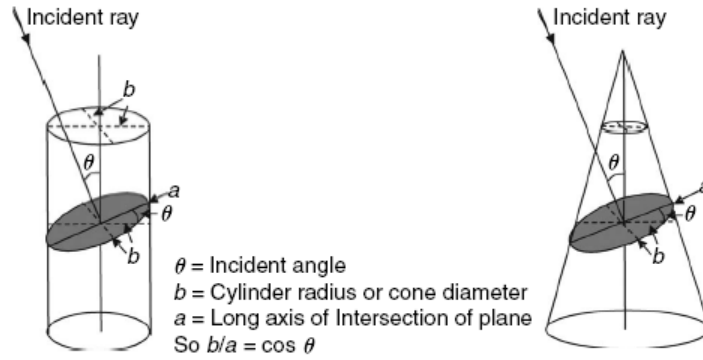 Incident ray
b
θ
a
θ
b
Incident ray
θ
a
θ
b
θ = Incident angle
b = Cylinder radius or cone diameter
a = Long axis of Intersection of plane
So b/a = cos θ